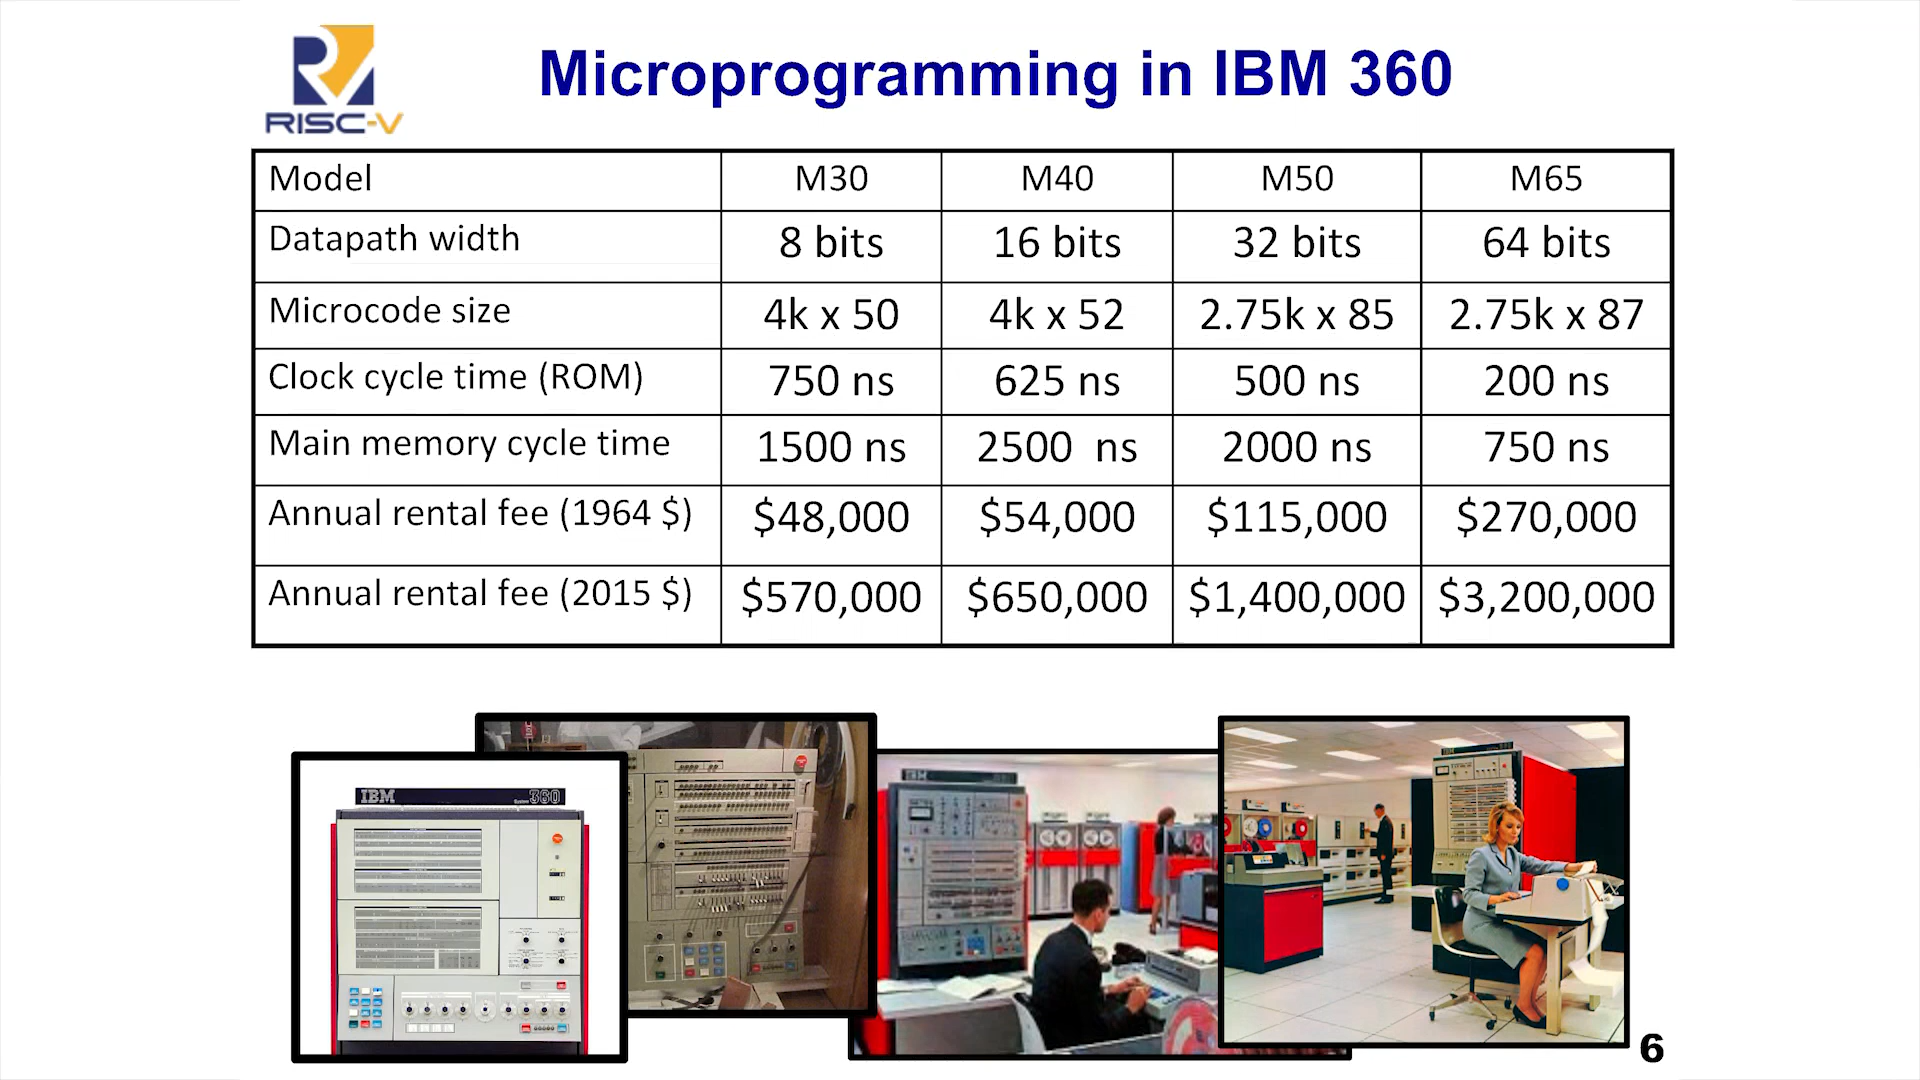 RISC-V
Microprogramming in IBM 360
Model M30 M40 M50 M65
Datapath width 8 bits 16 bits 32 bits 64 bits
Microcode size 4k x 50 4k x 52 2.75k x 85 2.75k x 87
Clock cycle time (ROM) 750 ns 625 ns 500 ns 200 ns
Main memory cycle time 1500 ns 2500 ns 2000 ns 750 ns
Annual rental fee (1964 $) $48,000 $54,000 $115,000 $270,000
Annual rental fee (2015 $) $570,000 $650,000 $1,400,000 $3,200,000
IBM System 360
IBM
6